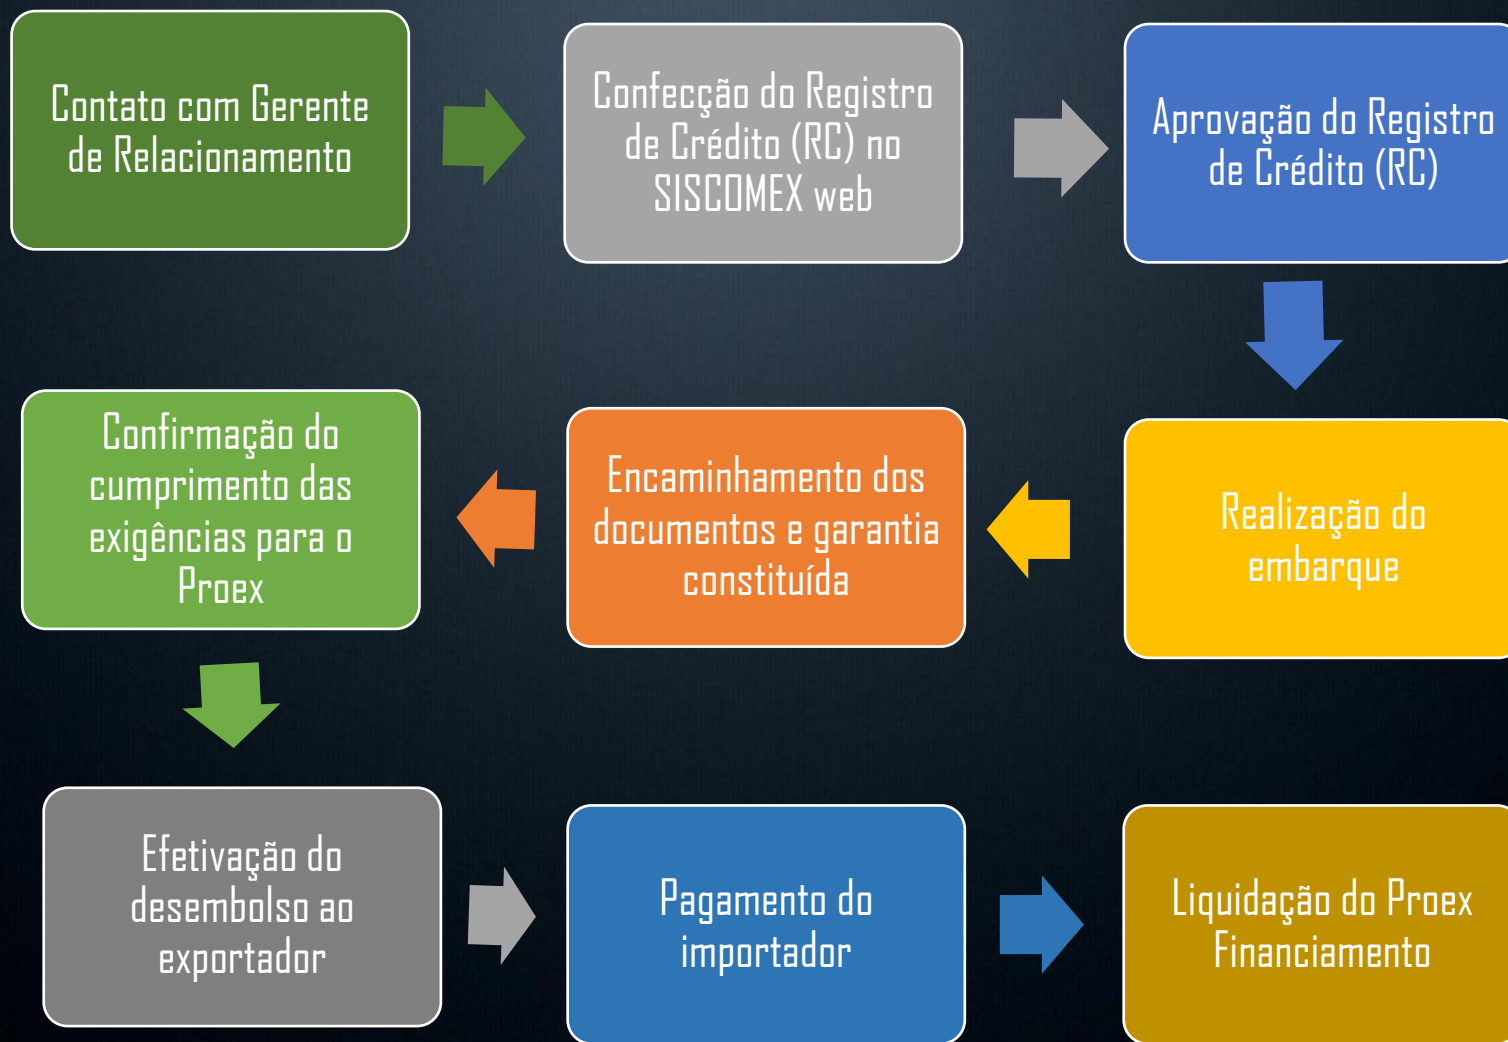 Contato com Gerente
de Relacionamento
Confecção do Registro
de Crédito (RC) no
SISCOMEX web
Aprovação do Registro
de Crédito (RC)
Realização do
embarque
Encaminhamento dos
documentos e garantia
constituída
Confirmação do
cumprimento das
exigências para o
Proex
Efetivação do
desembolso ao
exportador
Pagamento do
importador
Liquidação do Proex
Financiamento